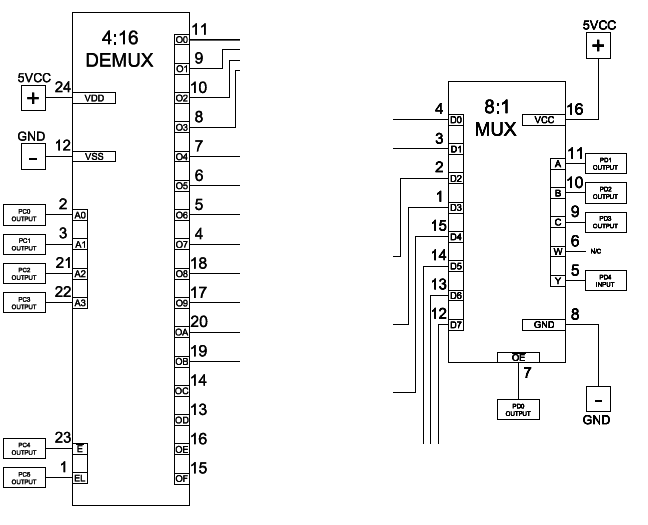 4:16
DEMUX
5VCC
+
24
VDD
GND
-
12
VSS
PC0
OUTPUT
2
A0
PC1
OUTPUT
3
A1
PC2
OUTPUT
21
A2
PC3
OUTPUT
22
A3
PC4
OUTPUT
23
E
PC5
OUTPUT
1
EL
O0
11
O1
9
O2
10
O3
8
O4
7
O5
6
O6
5
O7
4
O8
18
O9
17
OA
20
OB
19
OC
14
OD
13
OE
16
OF
15
8:1
MUX
4
D0
3
D1
2
D2
1
D3
15
D4
14
D5
13
D6
12
D7
5VCC
+
16
VCC
A
11
PD1
OUTPUT
B
10
PD2
OUTPUT
C
9
PD3
OUTPUT
W
6
N/C
Y
5
PD4
INPUT
GND
8
-
GND
OE
7
PD0
OUTPUT